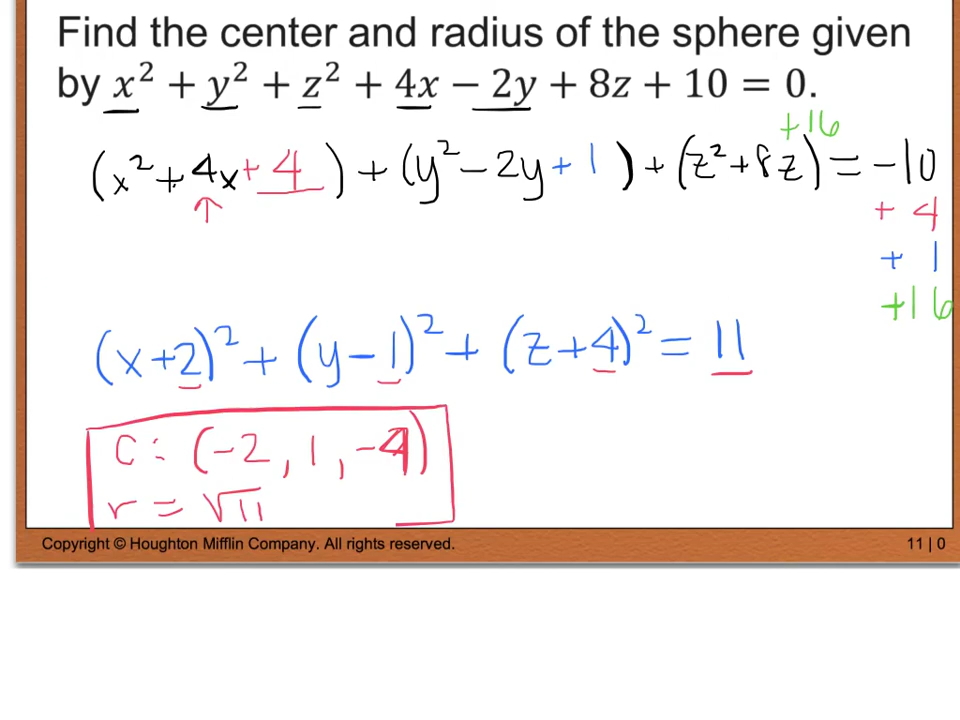 Find the center and radius of the sphere given
by x² + y² + z² + 4x − 2y + 8z + 10 = 0.
+16
(x² + 4x + 4) + (y² − 2y + 1) + (z² + 8z) = −10
+ 4
+ 1
+16
(x+2)² + (y−1)² + (z+4)² = 11
C: (−2, 1, −4)
r = √11
Copyright © Houghton Mifflin Company. All rights reserved. 11 | 0